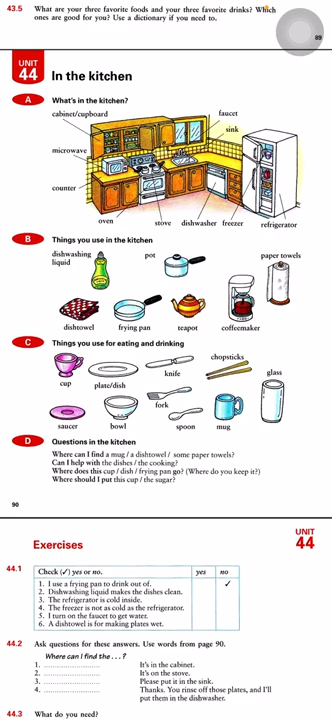 43.5 What are your three favorite foods and your three favorite drinks? Which
ones are good for you? Use a dictionary if you need to.
89
UNIT
44
In the kitchen
A What's in the kitchen?
cabinet/cupboard
faucet
sink
microwave
counter
oven
stove
dishwasher
freezer
refrigerator
B Things you use in the kitchen
dishwashing
liquid
pot
paper towels
dishtowel
frying pan
teapot
coffeemaker
C Things you use for eating and drinking
chopsticks
glass
cup
plate/dish
knife
fork
saucer
bowl
spoon
mug
D Questions in the kitchen
Where can I find a mug / a dishtowel / some paper towels?
Can I help with the dishes / the cooking?
Where does this cup / dish / frying pan go? (Where do you keep it?)
Where should I put this cup / the sugar?
90
UNIT
44
Exercises
44.1 Check (✓) yes or no.
yes
no
1. I use a frying pan to drink out of. ✓
2. Dishwashing liquid makes the dishes clean.
3. The refrigerator is cold inside.
4. The freezer is not as cold as the refrigerator.
5. I turn on the faucet to get water.
6. A dishtowel is for making plates wet.
44.2 Ask questions for these answers. Use words from page 90.
Where can I find the . . . ?
1. ............................ It's in the cabinet.
2. ............................ It's on the stove.
3. ............................ Please put it in the sink.
4. ............................ Thanks. You rinse off those plates, and I'll
put them in the dishwasher.
44.3 What do you need?